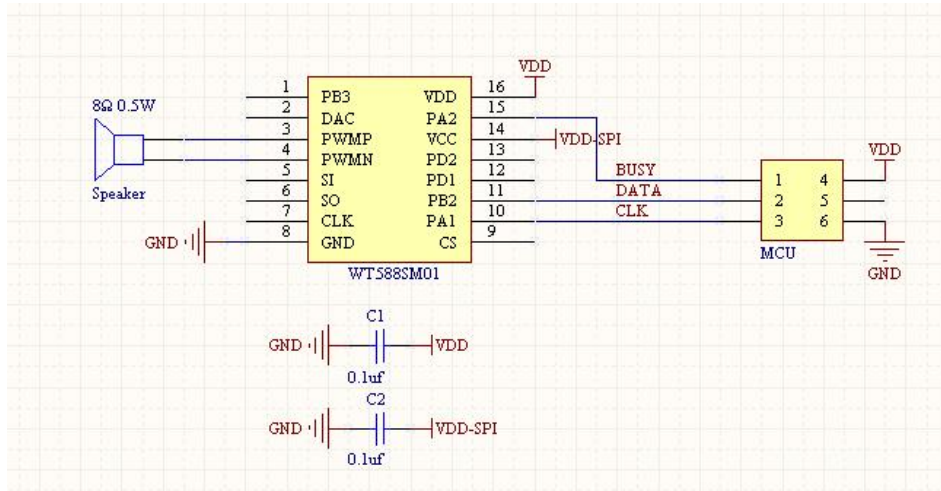 VDD
8Ω 0.5W
Speaker
1 PB3 VDD 16
2 DAC PA2 15
3 PWMP VCC 14 VDD-SPI
4 PWMN PD2 13
5 SI PD1 12
6 SO PB2 11
7 CLK PA1 10
8 GND CS 9
GND
WT588SM01
BUSY
DATA
CLK
VDD
1 4
2 5
3 6
MCU
GND
C1
GND VDD
0.1uf
C2
GND VDD-SPI
0.1uf